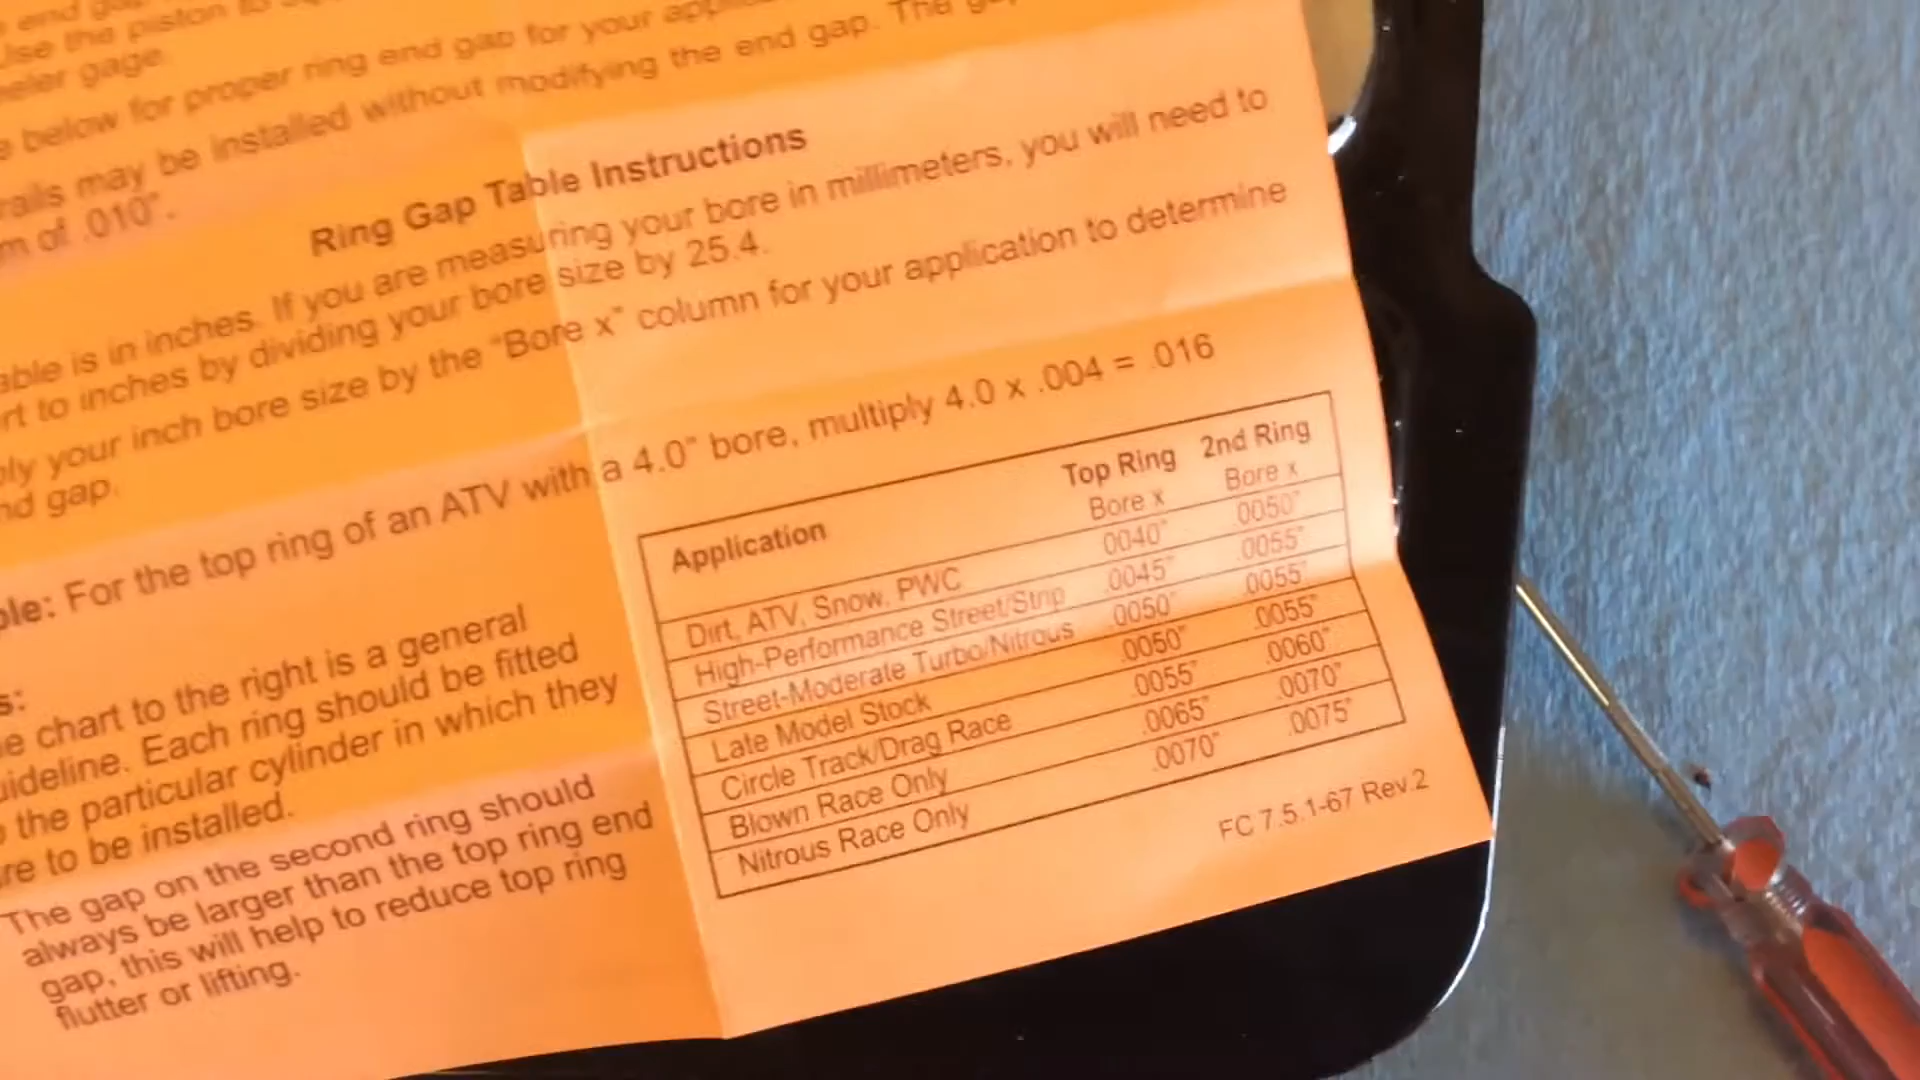 end gap
Use the piston to
feeler gage.
e below for proper ring end gap for your applic
rails may be installed without modifying the end gap. The ga
m of .010".
Ring Gap Table Instructions
able is in inches. If you are measuring your bore in millimeters, you will need to
rt to inches by dividing your bore size by 25.4.
ply your inch bore size by the "Bore x" column for your application to determine
nd gap.
ple: For the top ring of an ATV with a 4.0" bore, multiply 4.0 x .004 = .016
s:
e chart to the right is a general
uideline. Each ring should be fitted
o the particular cylinder in which they
re to be installed.
The gap on the second ring should
always be larger than the top ring end
gap, this will help to reduce top ring
flutter or lifting.
Application Top Ring 2nd Ring
Bore x Bore x
Dirt, ATV, Snow, PWC .0040" .0050"
High-Performance Street/Strip .0045" .0055"
Street-Moderate Turbo/Nitrous .0050" .0055"
Late Model Stock .0050" .0055"
Circle Track/Drag Race .0055" .0060"
Blown Race Only .0065" .0070"
Nitrous Race Only .0070" .0075"
FC 7.5.1-67 Rev.2